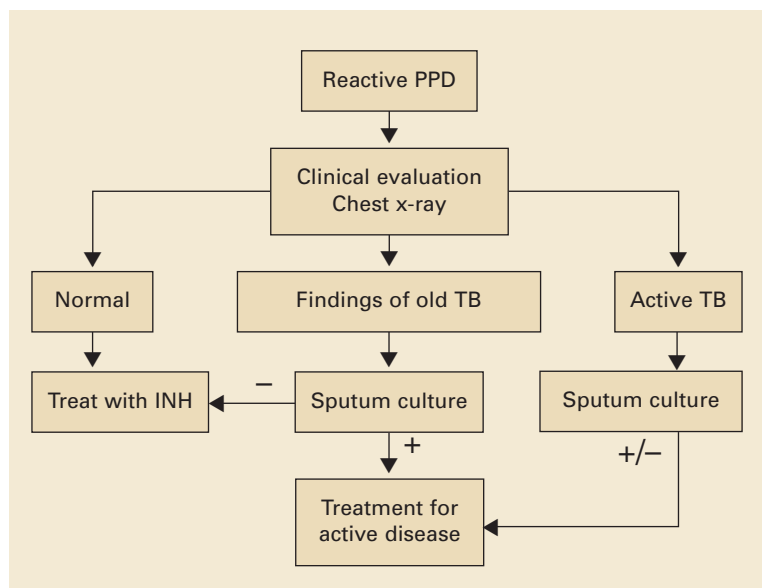 Reactive PPD
Clinical evaluation
Chest x-ray
Normal
Findings of old TB
Active TB
Treat with INH
–
Sputum culture
Sputum culture
+
+/–
Treatment for
active disease